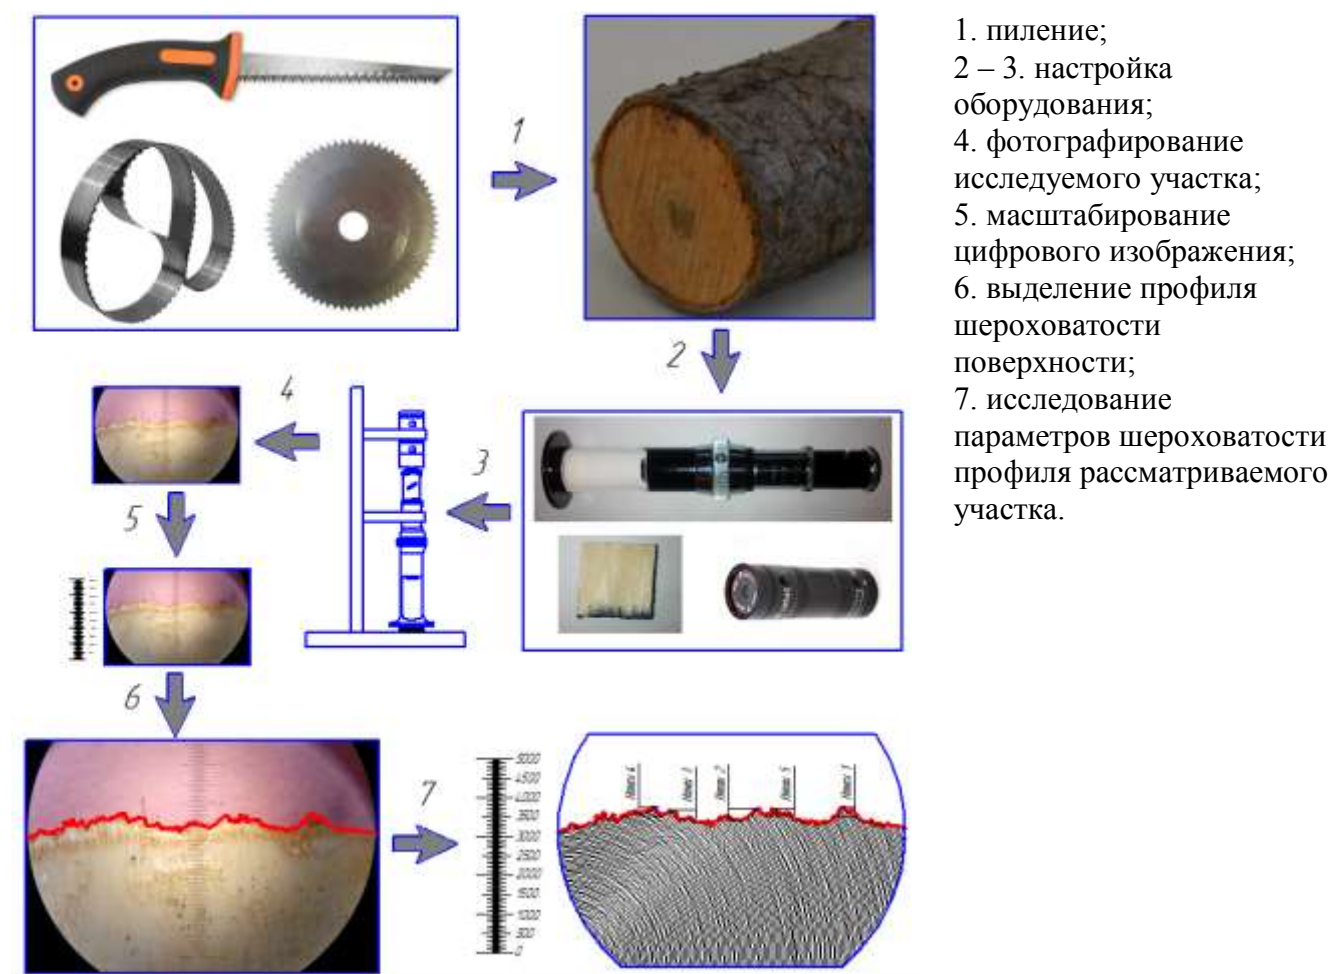 1. пиление;
2 – 3. настройка
оборудования;
4. фотографирование
исследуемого участка;
5. масштабирование
цифрового изображения;
6. выделение профиля
шероховатости
поверхности;
7. исследование
параметров шероховатости
профиля рассматриваемого
участка.
1
2
3
4
5
6
7
5000
4500
4000
3500
3000
2500
2000
1500
1000
500
0